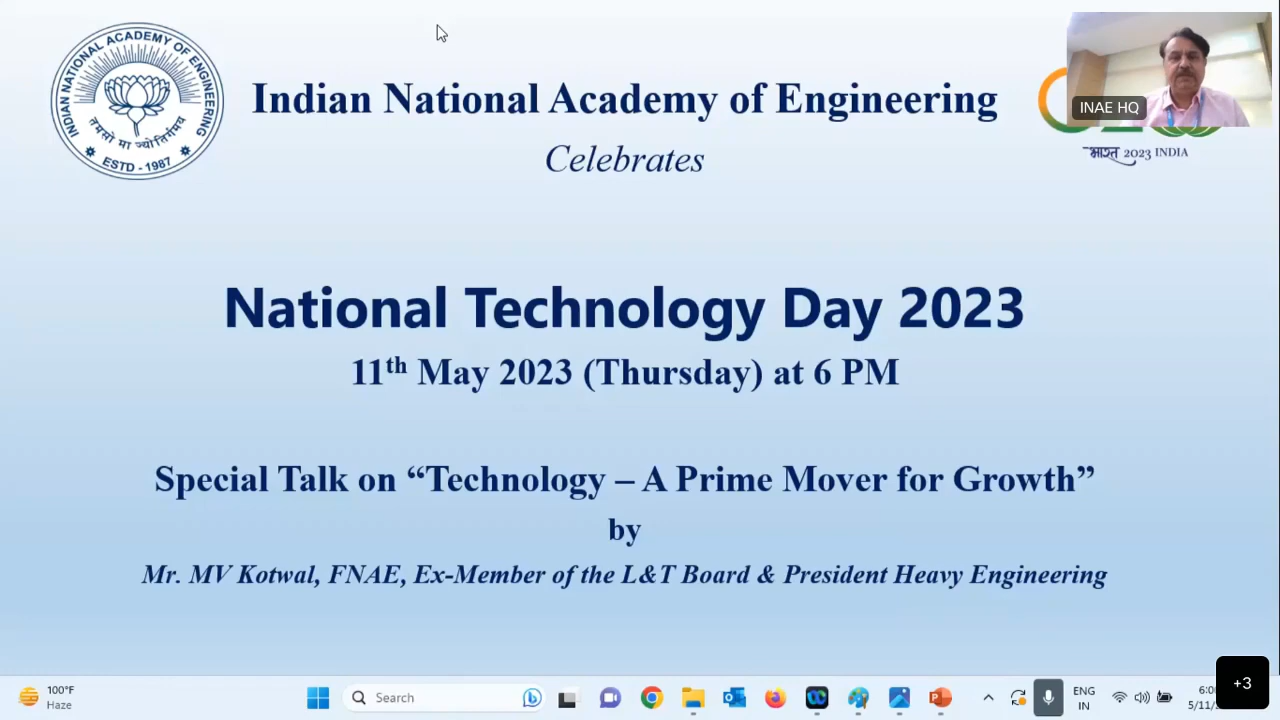 INDIAN NATIONAL ACADEMY OF ENGINEERING
तमसो मा ज्योतिर्गमय
ESTD - 1987
Indian National Academy of Engineering
Celebrates
INAE HQ
भारत 2023 INDIA
National Technology Day 2023
11th May 2023 (Thursday) at 6 PM
Special Talk on “Technology – A Prime Mover for Growth”
by
Mr. MV Kotwal, FNAE, Ex-Member of the L&T Board & President Heavy Engineering
100°F
Haze
Search
ENG
IN
+3